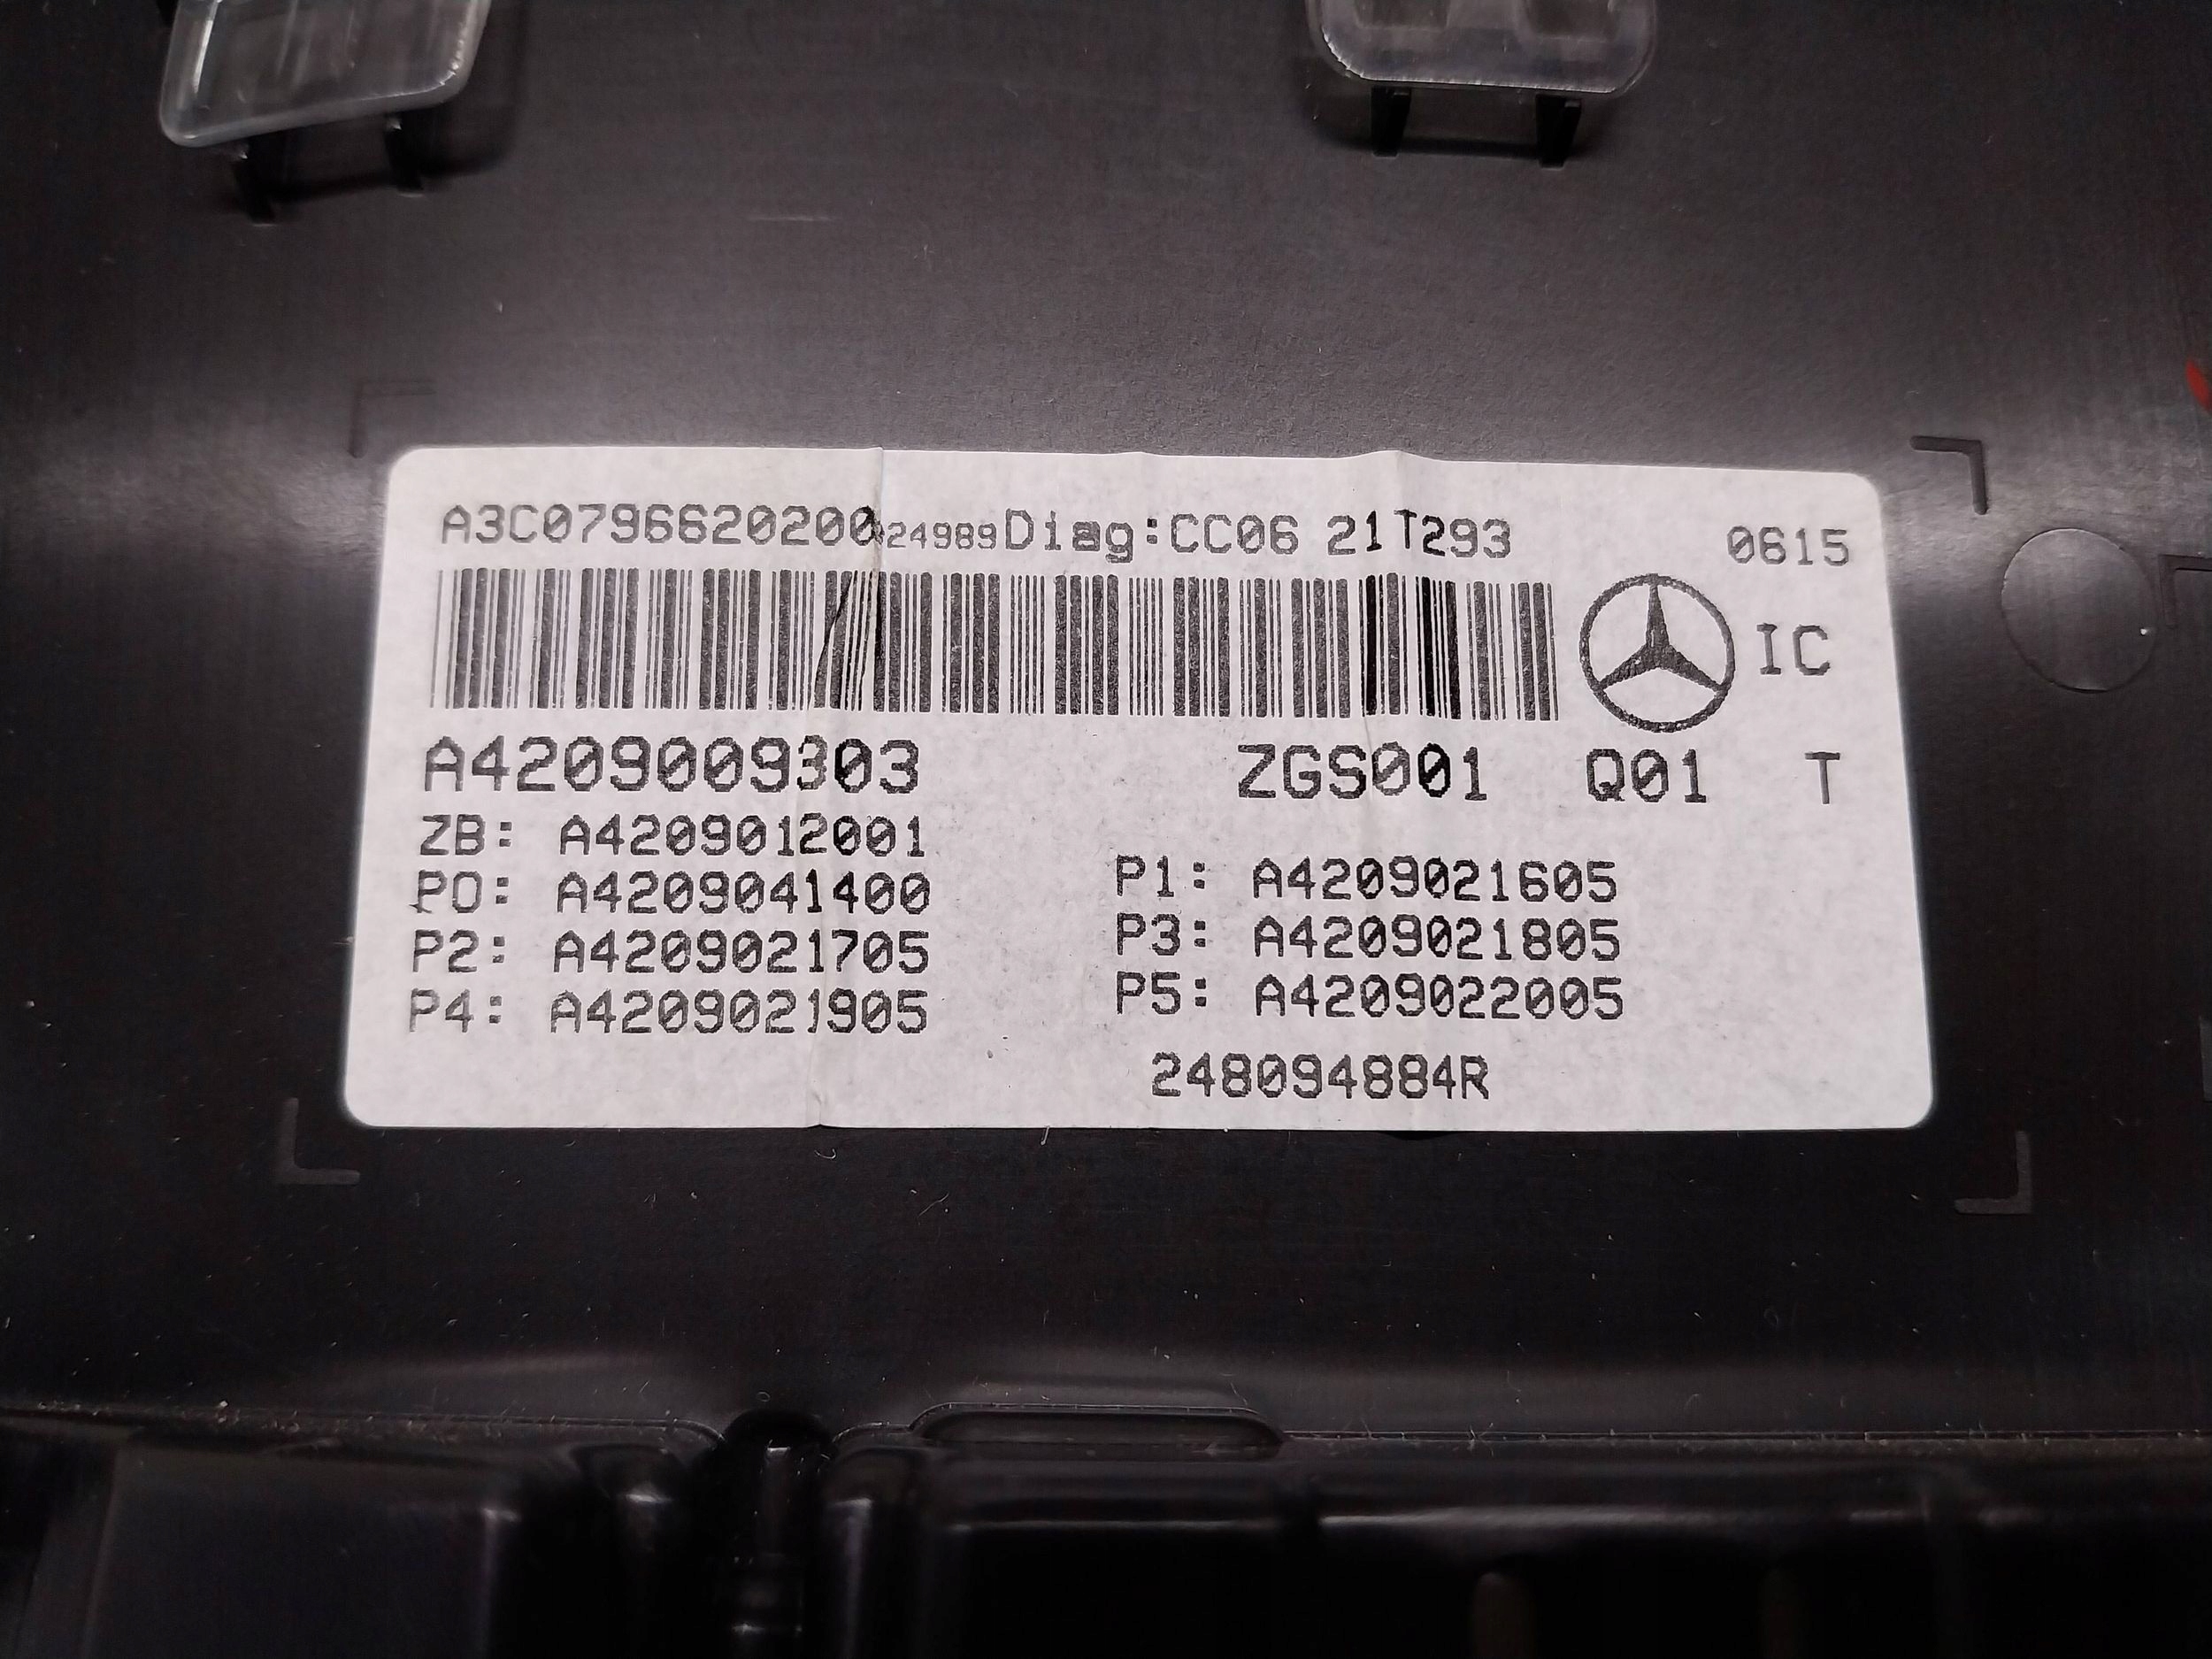 A3C0796620200 24989 Diag:CC06 21T293 0615
IC
A4209009303 ZGS001 Q01 T
ZB: A4209012001
P0: A4209041400 P1: A4209021605
P2: A4209021705 P3: A4209021805
P4: A4209021905 P5: A4209022005
248094884R